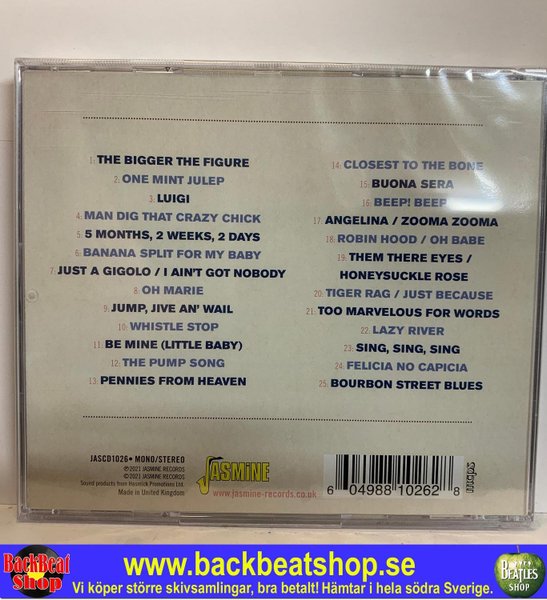 1: THE BIGGER THE FIGURE
2: ONE MINT JULEP
3: LUIGI
4: MAN DIG THAT CRAZY CHICK
5: 5 MONTHS, 2 WEEKS, 2 DAYS
6: BANANA SPLIT FOR MY BABY
7: JUST A GIGOLO / I AIN'T GOT NOBODY
8: OH MARIE
9: JUMP, JIVE AN' WAIL
10: WHISTLE STOP
11: BE MINE (LITTLE BABY)
12: THE PUMP SONG
13: PENNIES FROM HEAVEN
14: CLOSEST TO THE BONE
15: BUONA SERA
16: BEEP! BEEP
17: ANGELINA / ZOOMA ZOOMA
18: ROBIN HOOD / OH BABE
19: THEM THERE EYES /
HONEYSUCKLE ROSE
20: TIGER RAG / JUST BECAUSE
21: TOO MARVELOUS FOR WORDS
22: LAZY RIVER
23: SING, SING, SING
24: FELICIA NO CAPICIA
25: BOURBON STREET BLUES
JASCD1026 • MONO/STEREO
℗2021 JASMINE RECORDS
©2021 JASMINE RECORDS
Sound produced from Hasmick Promotions Ltd.
Made in United Kingdom
JASMiNE
www.jasmine-records.co.uk
6 04988 10262 8
mcps
BackBeat
Shop
www.backbeatshop.se
Vi köper större skivsamlingar, bra betalt! Hämtar i hela södra Sverige.
BEATLES
SHOP